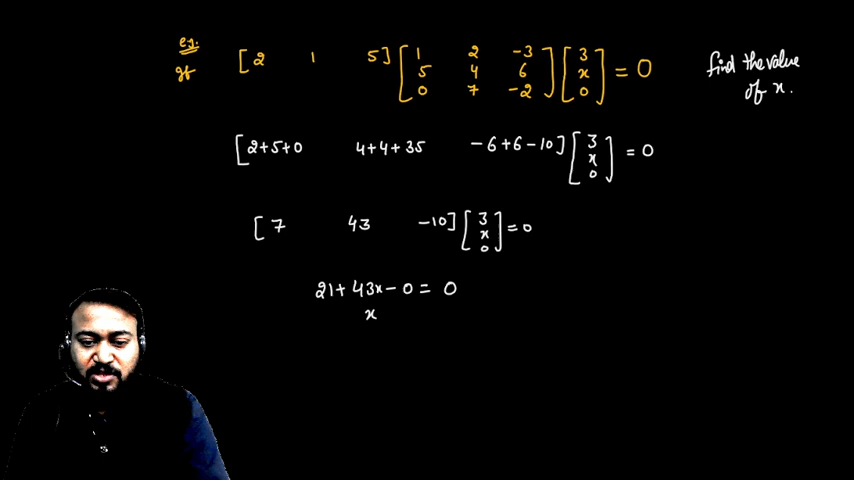 eg.
If [2 1 5] [1 2 -3 3
5 4 6 x = 0 find the value
0 7 -2] [0] of x.
[2+5+0 4+4+35 -6+6-10] [3 x 0] = 0
[7 43 -10] [3 x 0] = 0
21+ 43x - 0 = 0
x